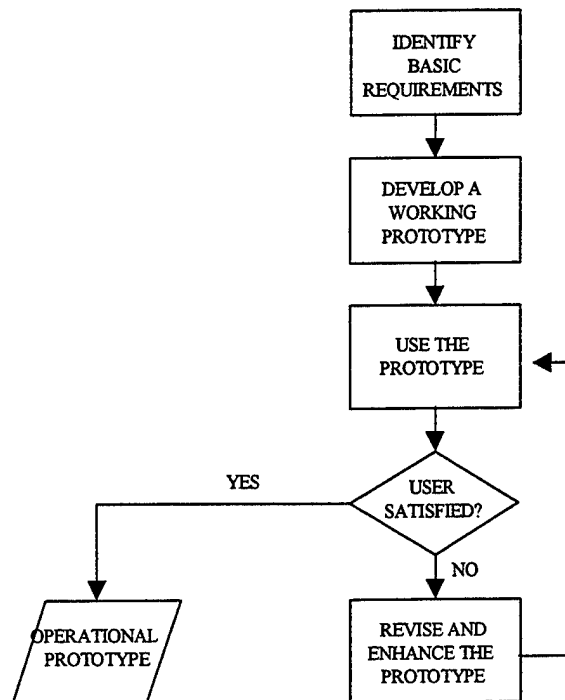 IDENTIFY
BASIC
REQUIREMENTS
DEVELOP A
WORKING
PROTOTYPE
USE THE
PROTOTYPE
USER
SATISFIED?
YES
NO
OPERATIONAL
PROTOTYPE
REVISE AND
ENHANCE THE
PROTOTYPE